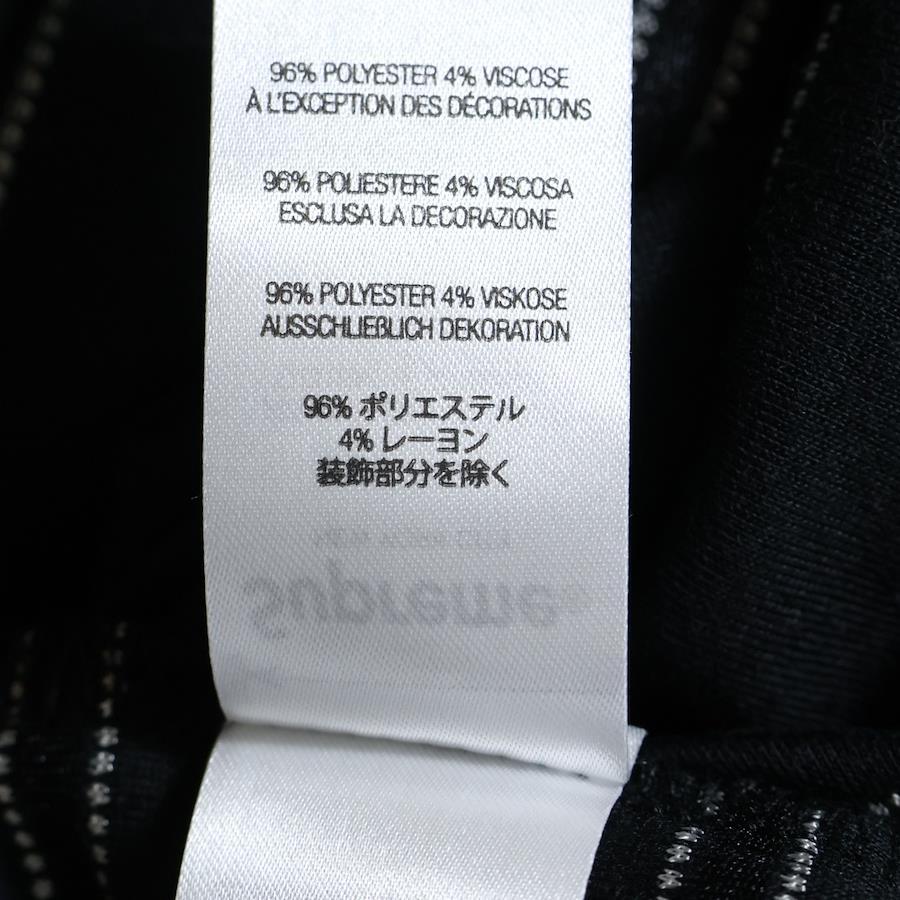 96% POLYESTER 4% VISCOSE
À L'EXCEPTION DES DÉCORATIONS
96% POLIESTERE 4% VISCOSA
ESCLUSA LA DECORAZIONE
96% POLYESTER 4% VISKOSE
AUSSCHLIEßLICH DEKORATION
96% ポリエステル
4% レーヨン
装飾部分を除く
Supreme